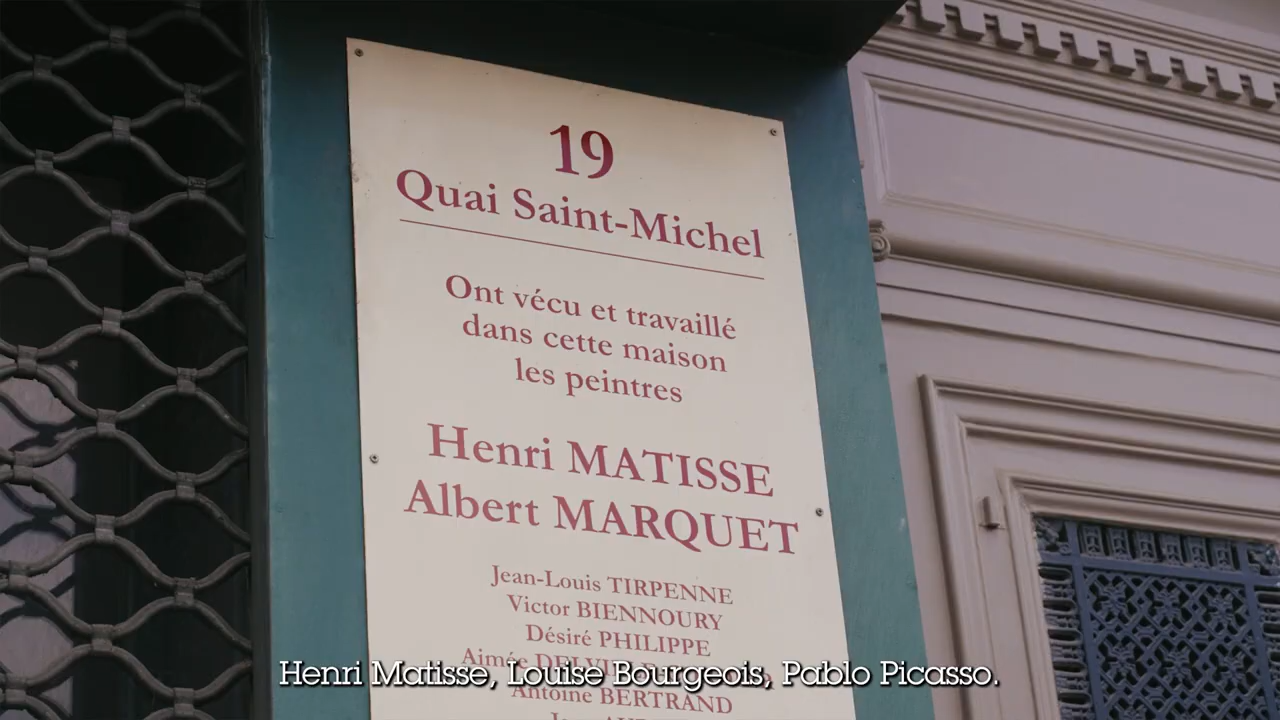 19
Quai Saint-Michel
Ont vécu et travaillé
dans cette maison
les peintres
Henri MATISSE
Albert MARQUET
Jean-Louis TIRPENNE
Victor BIENNOURY
Désiré PHILIPPE
Aimée
Henri Matisse, Louise Bourgeois, Pablo Picasso.
Antoine BERTRAND